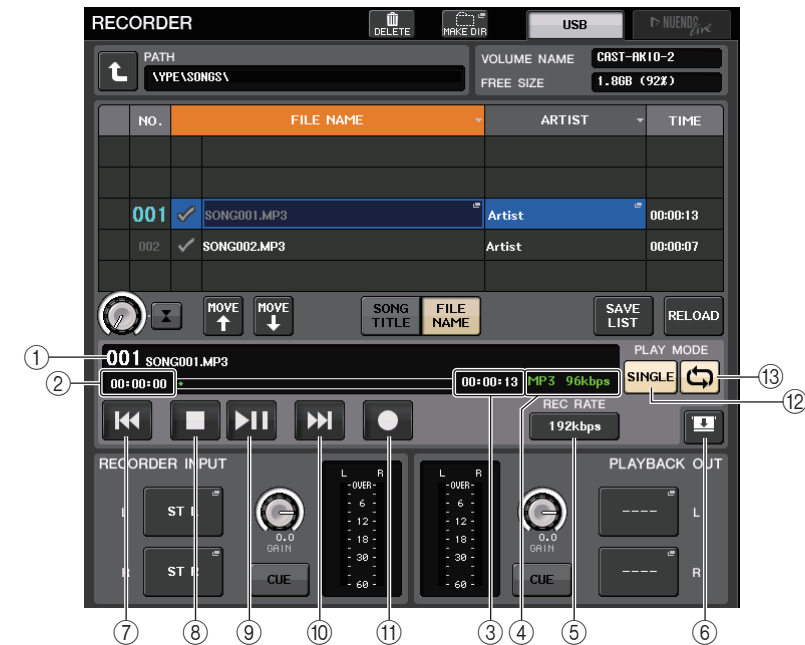 RECORDER
DELETE
MAKE DIR
USB
NUENDO Live
PATH
\YPE\SONGS\
VOLUME NAME CAST-AKIO-2
FREE SIZE 1.8GB (92%)
NO. FILE NAME ARTIST TIME
001 SONG001.MP3 Artist 00:00:13
002 SONG002.MP3 Artist 00:00:07
MOVE
MOVE
SONG TITLE
FILE NAME
SAVE LIST
RELOAD
① 001 SONG001.MP3
PLAY MODE
② 00:00:00 00:00:13 MP3 96kbps SINGLE ⑬
⑫
REC RATE
192kbps
RECORDER INPUT
L ST L
R ST R
0.0
GAIN
CUE
L R
-OVER-
- 6 -
- 12 -
- 18 -
- 30 -
- 60 -
L R
-OVER-
- 6 -
- 12 -
- 18 -
- 30 -
- 60 -
0.0
GAIN
CUE
PLAYBACK OUT
---- L
---- R
⑦ ⑧ ⑨ ⑩ ⑪ ③ ④ ⑤ ⑥